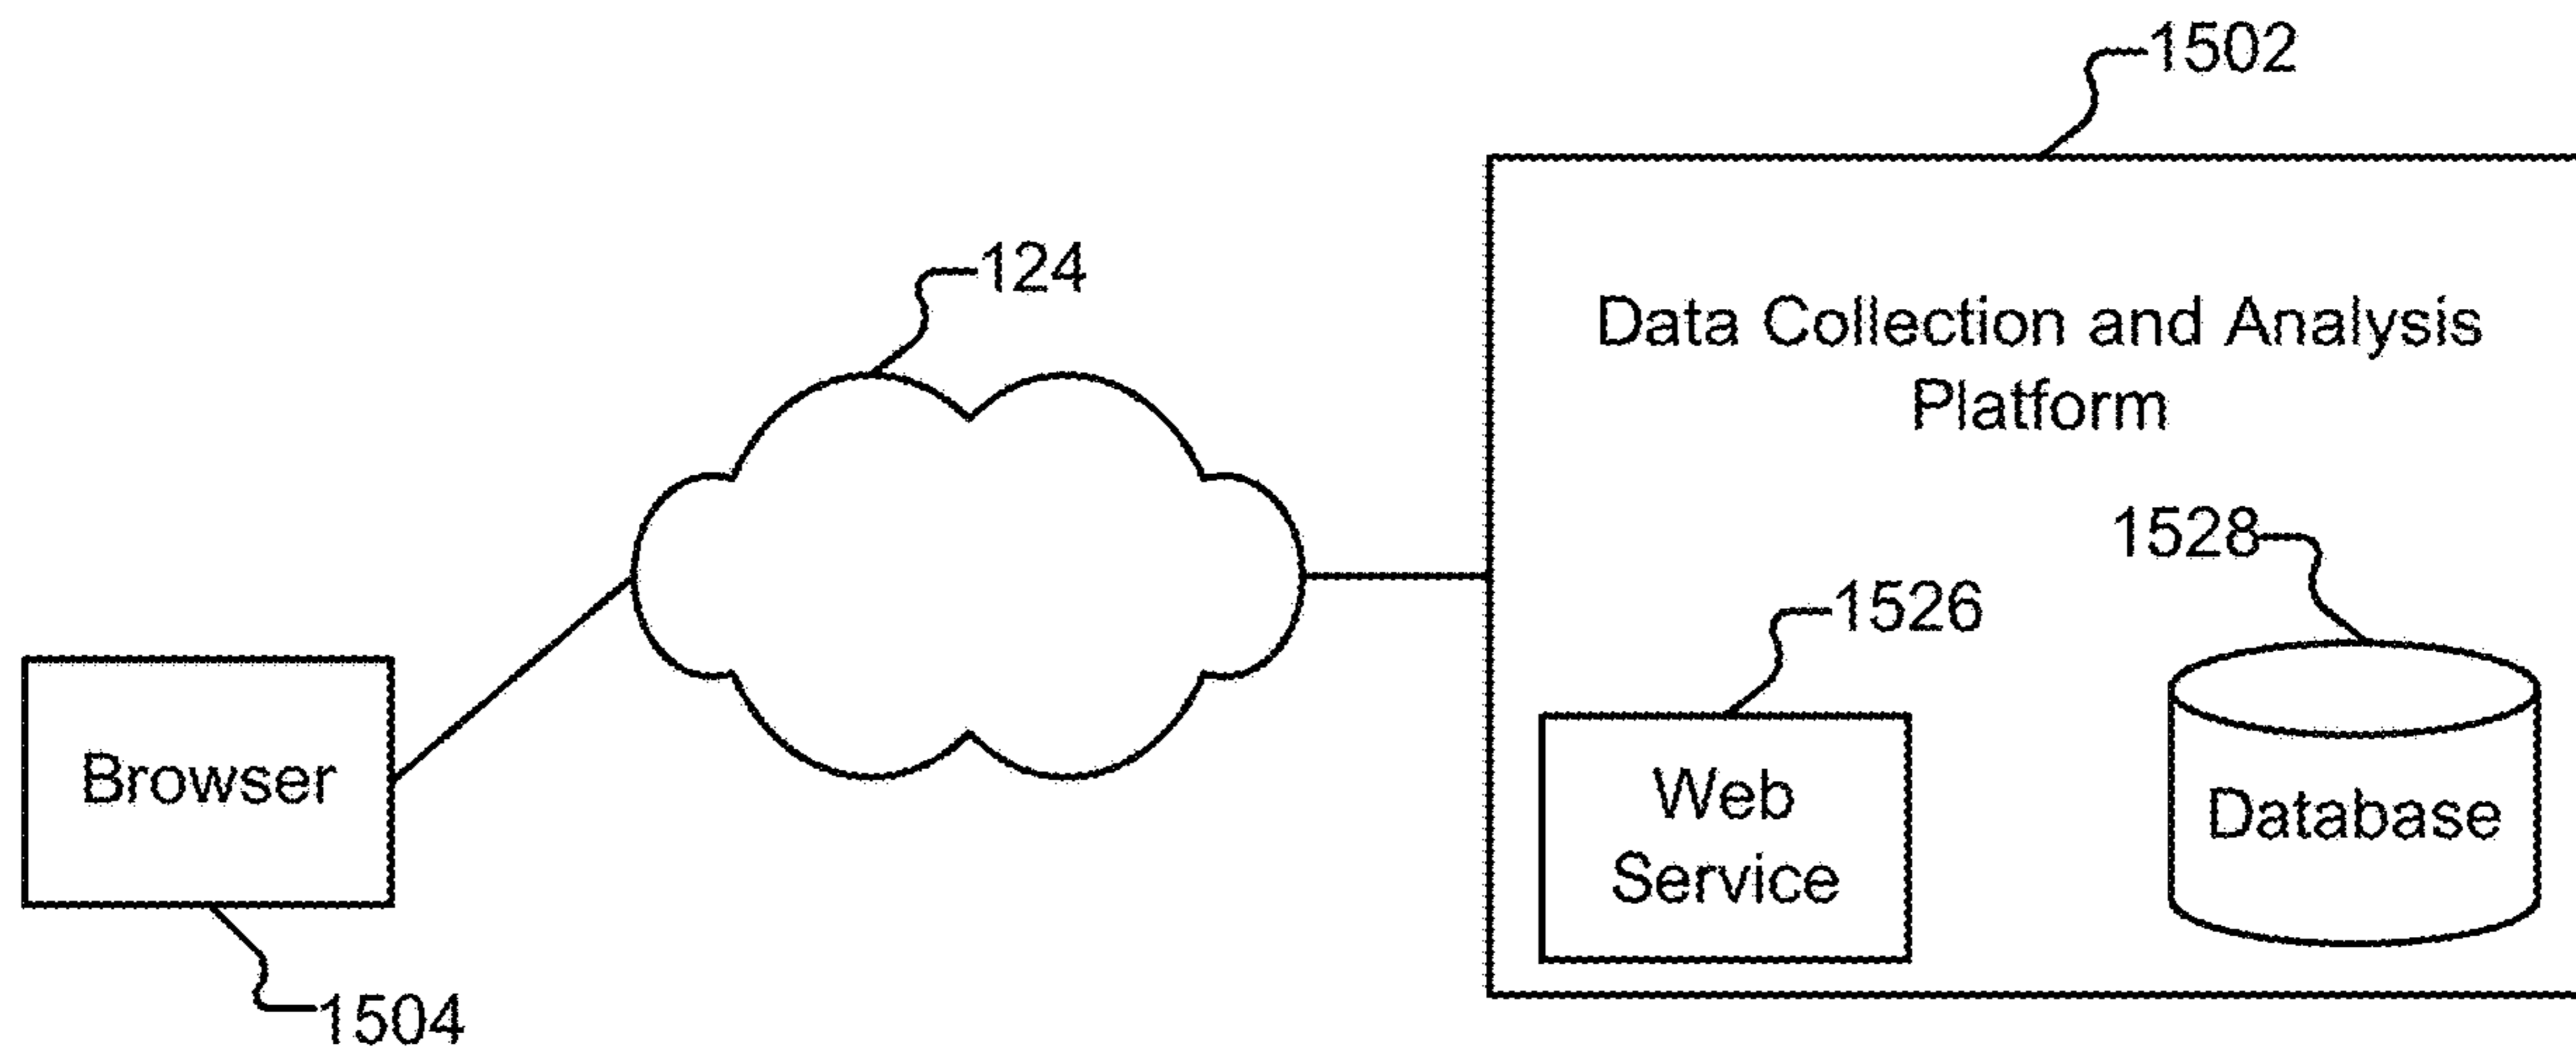 1502
124
Data Collection and Analysis
Platform
1528
1526
Browser
Web
Service
Database
1504